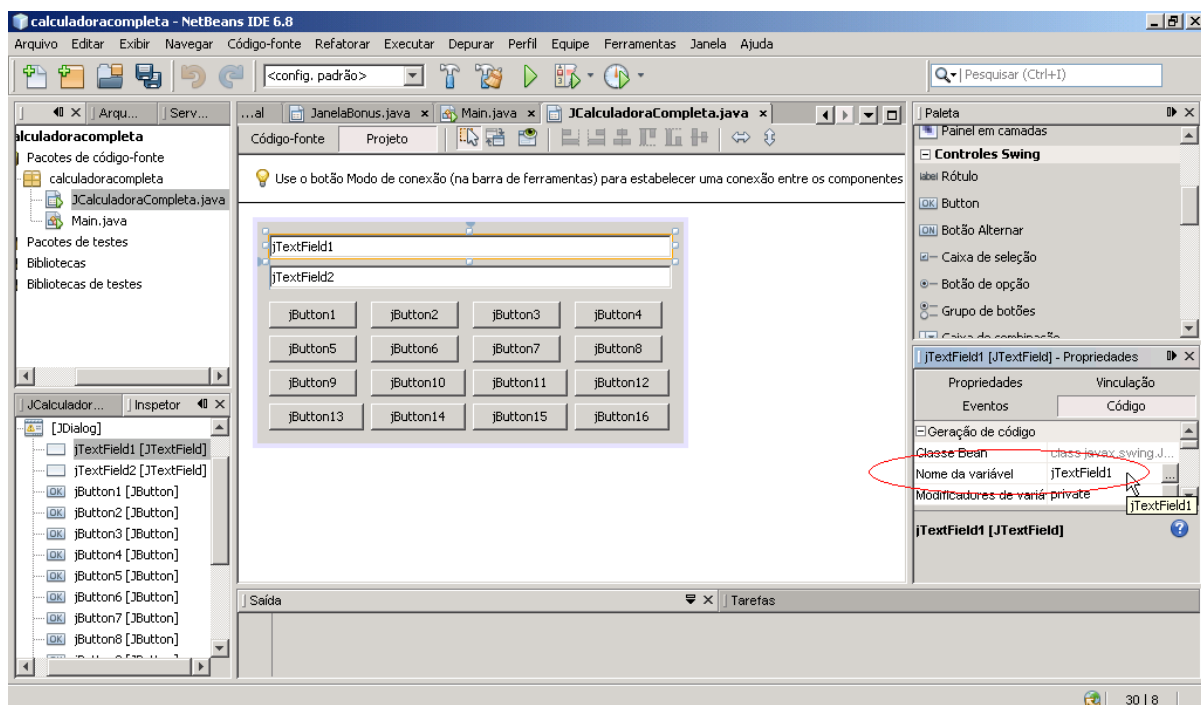 calculadoracompleta - NetBeans IDE 6.8
Arquivo Editar Exibir Navegar Código-fonte Refatorar Executar Depurar Perfil Equipe Ferramentas Janela Ajuda
<config. padrão>
Pesquisar (Ctrl+I)
Arqu... Serv...
alculadoracompleta
Pacotes de código-fonte
calculadoracompleta
JCalculadoraCompleta.java
Main.java
Pacotes de testes
Bibliotecas
Bibliotecas de testes
JCalculador... Inspetor
[JDialog]
jTextField1 [JTextField]
jTextField2 [JTextField]
jButton1 [JButton]
jButton2 [JButton]
jButton3 [JButton]
jButton4 [JButton]
jButton5 [JButton]
jButton6 [JButton]
jButton7 [JButton]
jButton8 [JButton]
...al JanelaBonus.java Main.java JCalculadoraCompleta.java
Código-fonte Projeto
Use o botão Modo de conexão (na barra de ferramentas) para estabelecer uma conexão entre os componentes
jTextField1
jTextField2
jButton1 jButton2 jButton3 jButton4
jButton5 jButton6 jButton7 jButton8
jButton9 jButton10 jButton11 jButton12
jButton13 jButton14 jButton15 jButton16
Saída Tarefas
Paleta
Painel em camadas
Controles Swing
label Rótulo
OK Button
ON Botão Alternar
Caixa de seleção
Botão de opção
Grupo de botões
Caixa de combinação
jTextField1 [JTextField] - Propriedades
Propriedades Vinculação
Eventos Código
Geração de código
Classe Bean class javax.swing.J...
Nome da variável jTextField1 ...
Modificadores de variá private
jTextField1
jTextField1 [JTextField]
30 | 8